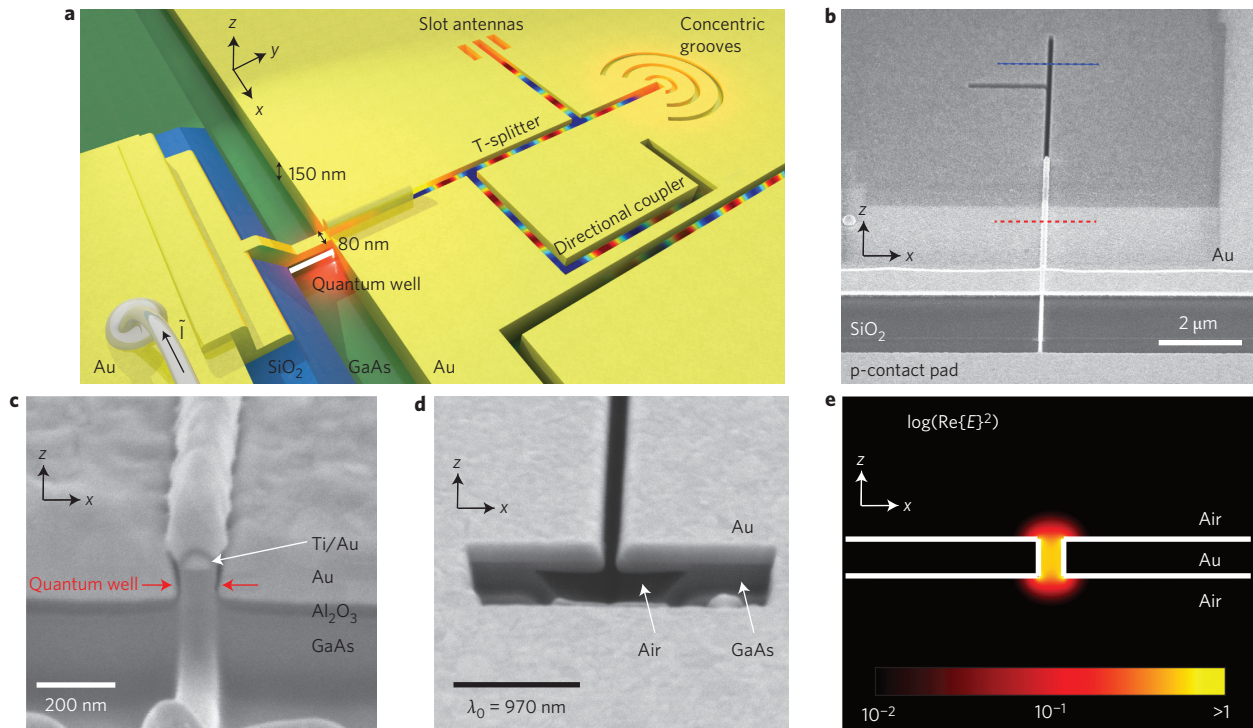 a
z
y
x
Slot antennas
Concentric
grooves
T-splitter
150 nm
Directional coupler
80 nm
Quantum well
Ĩ
Au
SiO2
GaAs
Au
b
z
x
Au
SiO2
2 μm
p-contact pad
c
z
x
Ti/Au
Quantum well
Au
Al2O3
GaAs
200 nm
d
z
x
Au
Air
GaAs
λ0 = 970 nm
e
log(Re{E}²)
z
x
Air
Au
Air
10⁻²
10⁻¹
>1